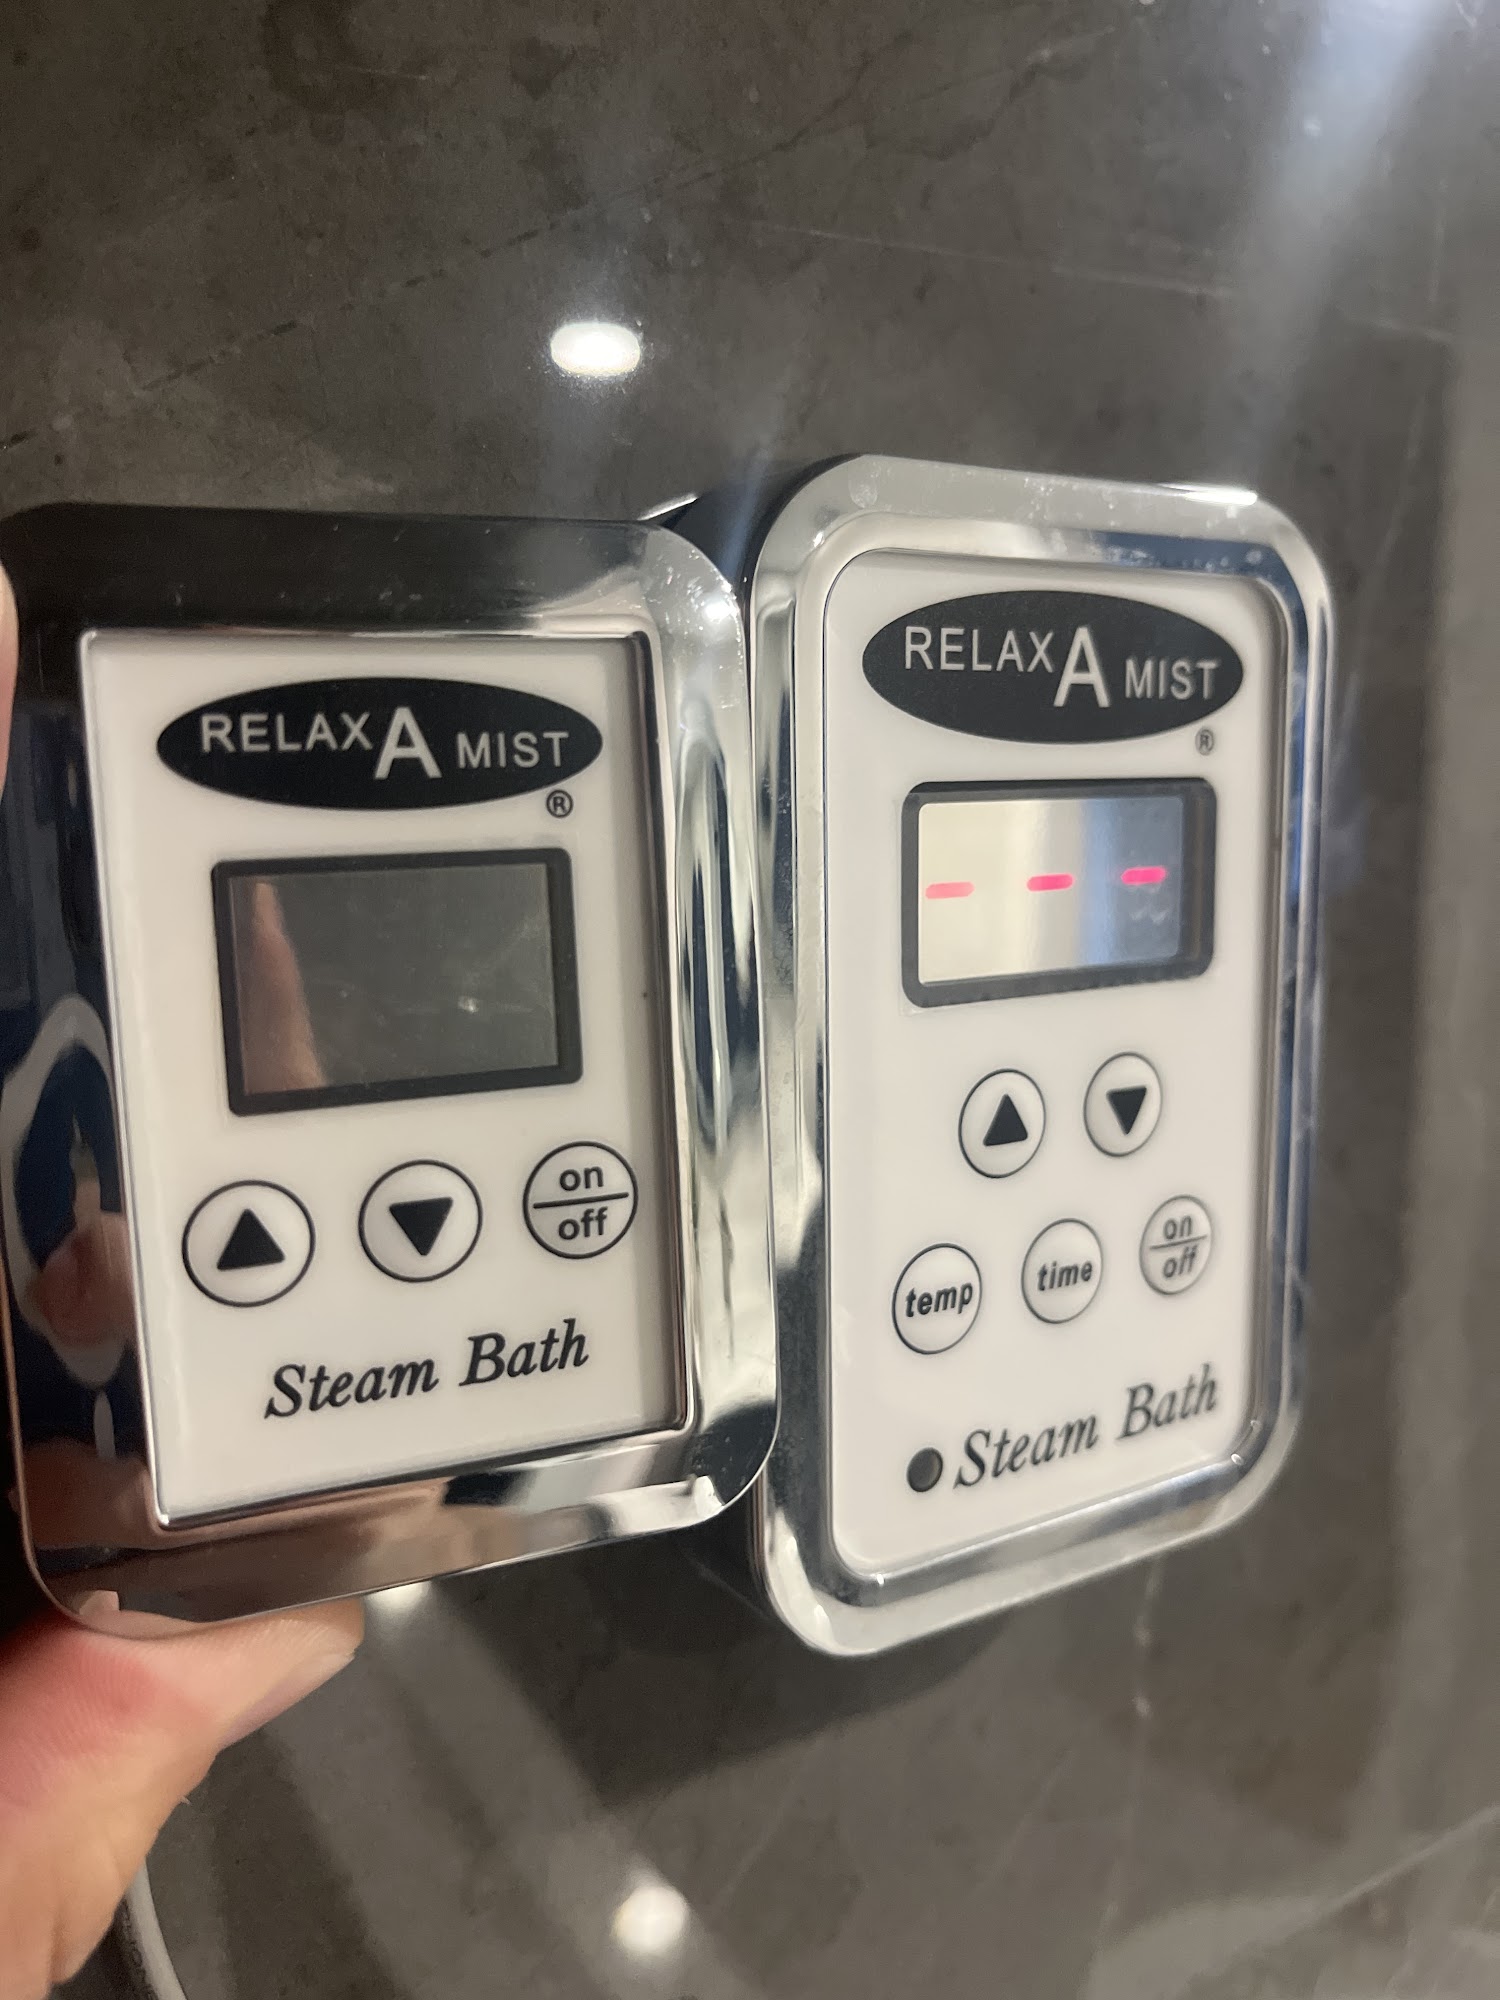 RELAX A MIST
®
on
off
Steam Bath
RELAX A MIST
®
- - -
temp
time
on
off
Steam Bath